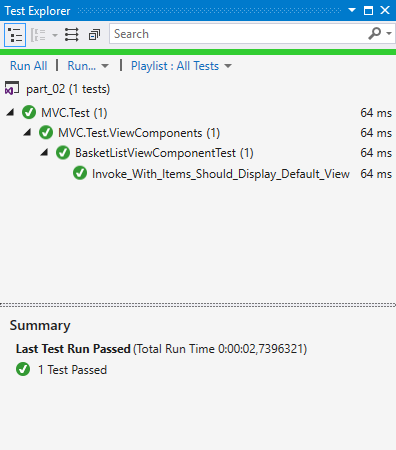 Test Explorer
Search
Run All | Run... | Playlist : All Tests
part_02 (1 tests)
MVC.Test (1) 64 ms
MVC.Test.ViewComponents (1) 64 ms
BasketListViewComponentTest (1) 64 ms
Invoke_With_Items_Should_Display_Default_View 64 ms
Summary
Last Test Run Passed (Total Run Time 0:00:02,7396321)
1 Test Passed